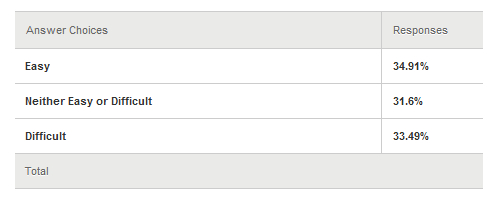 Answer Choices Responses
Easy 34.91%
Neither Easy or Difficult 31.6%
Difficult 33.49%
Total